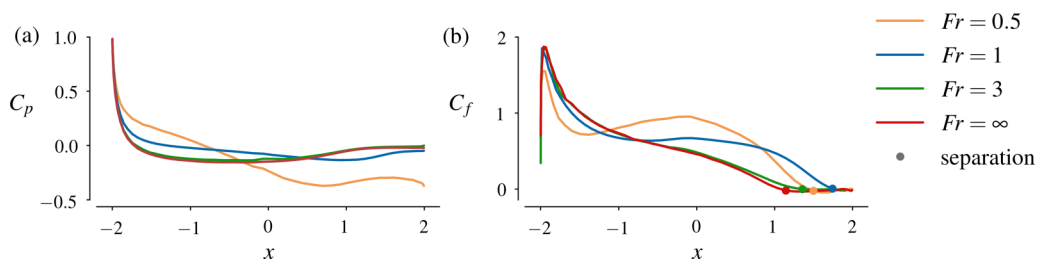 (a)
1.0
0.5
0.0
−0.5
C_p
−2
−1
0
1
2
x
(b)
2
1
0
C_f
−2
−1
0
1
2
x
Fr = 0.5
Fr = 1
Fr = 3
Fr = ∞
separation